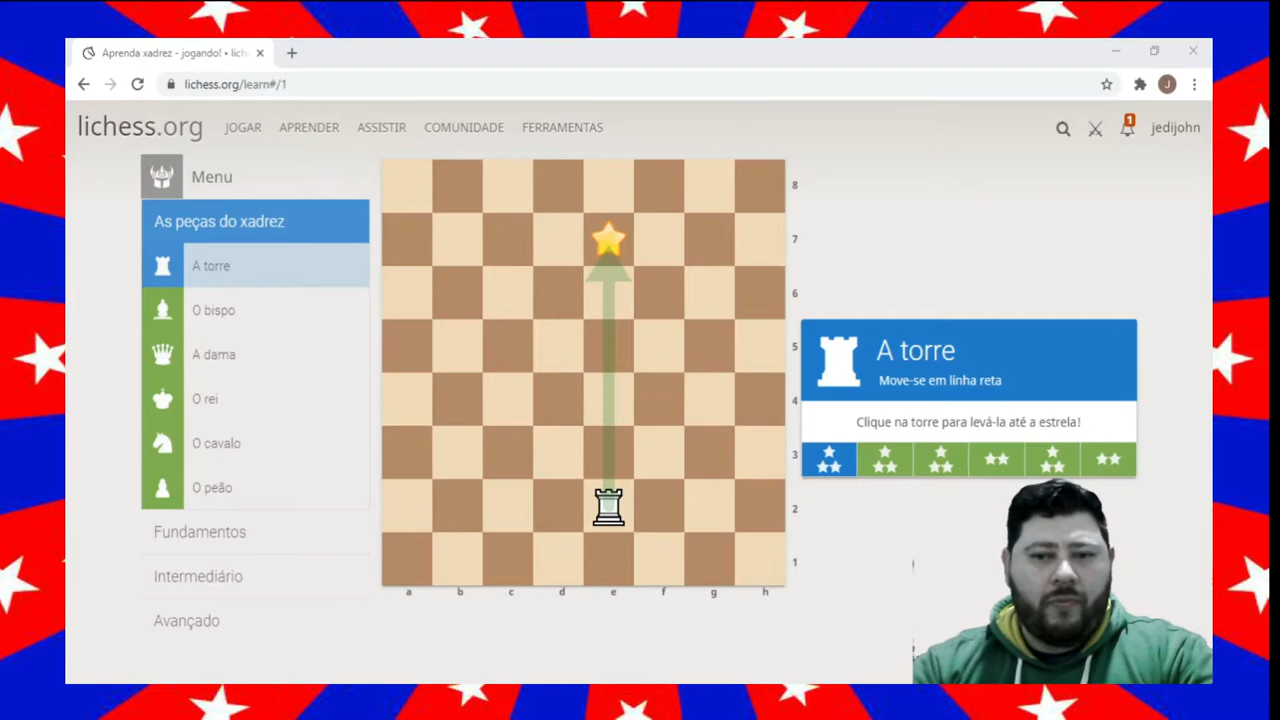 Aprenda xadrez - jogando! • lich
lichess.org/learn#/1
J
lichess.org
JOGAR
APRENDER
ASSISTIR
COMUNIDADE
FERRAMENTAS
1
jedijohn
Menu
As peças do xadrez
A torre
O bispo
A dama
O rei
O cavalo
O peão
Fundamentos
Intermediário
Avançado
8
7
6
5
4
3
2
1
a b c d e f g h
A torre
Move-se em linha reta
Clique na torre para levá-la até a estrela!